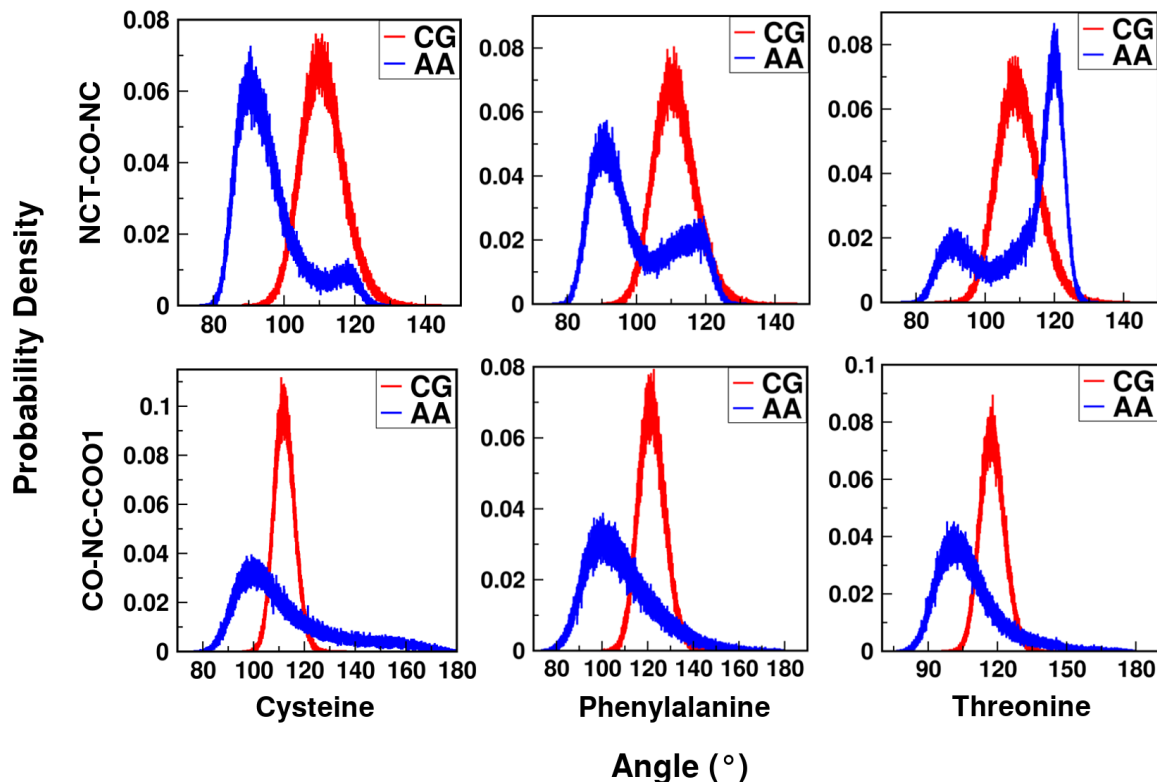 Probability Density
NCT-CO-NC
0.08
0.06
0.04
0.02
0
80 100 120 140
CG
AA
0.08
0.06
0.04
0.02
0
80 100 120 140
CG
AA
0.08
0.06
0.04
0.02
0
80 100 120 140
CG
AA
CO-NC-COO1
0.1
0.08
0.06
0.04
0.02
0
80 100 120 140 160 180
CG
AA
Cysteine
0.08
0.06
0.04
0.02
0
80 100 120 140 160 180
CG
AA
Phenylalanine
0.1
0.08
0.06
0.04
0.02
0
90 120 150 180
CG
AA
Threonine
Angle (°)